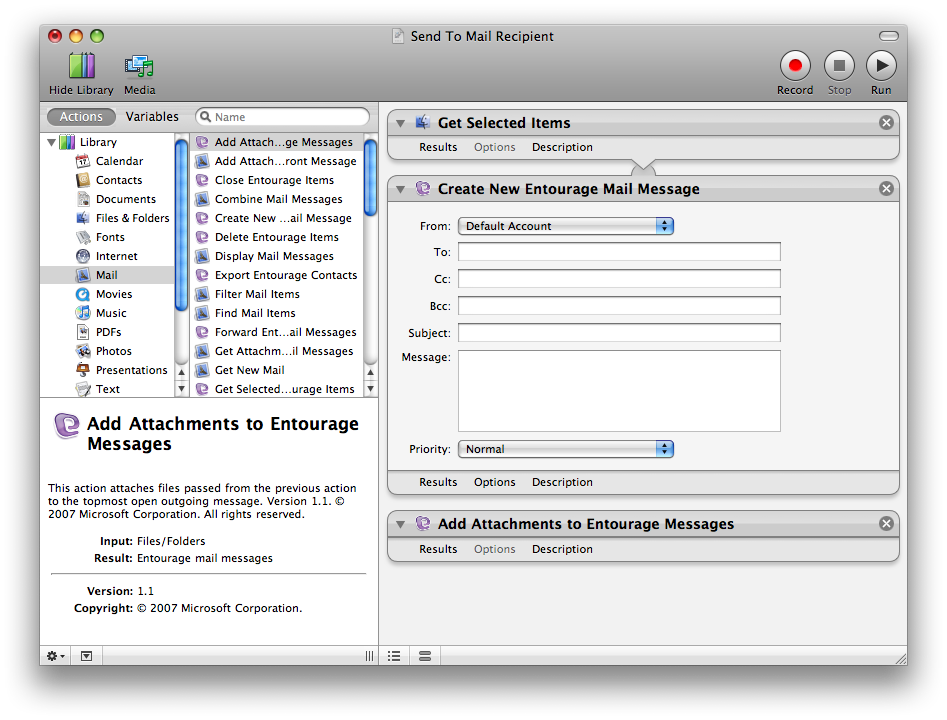 Send To Mail Recipient
Hide Library
Media
Record
Stop
Run
Actions
Variables
Name
Library
Calendar
Contacts
Documents
Files & Folders
Fonts
Internet
Mail
Movies
Music
PDFs
Photos
Presentations
Text
Add Attach...ge Messages
Add Attach...ront Message
Close Entourage Items
Combine Mail Messages
Create New ...ail Message
Delete Entourage Items
Display Mail Messages
Export Entourage Contacts
Filter Mail Items
Find Mail Items
Forward Ent...ail Messages
Get Attachm...il Messages
Get New Mail
Get Selected...urage Items
Add Attachments to Entourage
Messages
This action attaches files passed from the previous action
to the topmost open outgoing message. Version 1.1. ©
2007 Microsoft Corporation. All rights reserved.
Input: Files/Folders
Result: Entourage mail messages
Version: 1.1
Copyright: © 2007 Microsoft Corporation.
Get Selected Items
Results Options Description
Create New Entourage Mail Message
From: Default Account
To:
Cc:
Bcc:
Subject:
Message:
Priority: Normal
Results Options Description
Add Attachments to Entourage Messages
Results Options Description